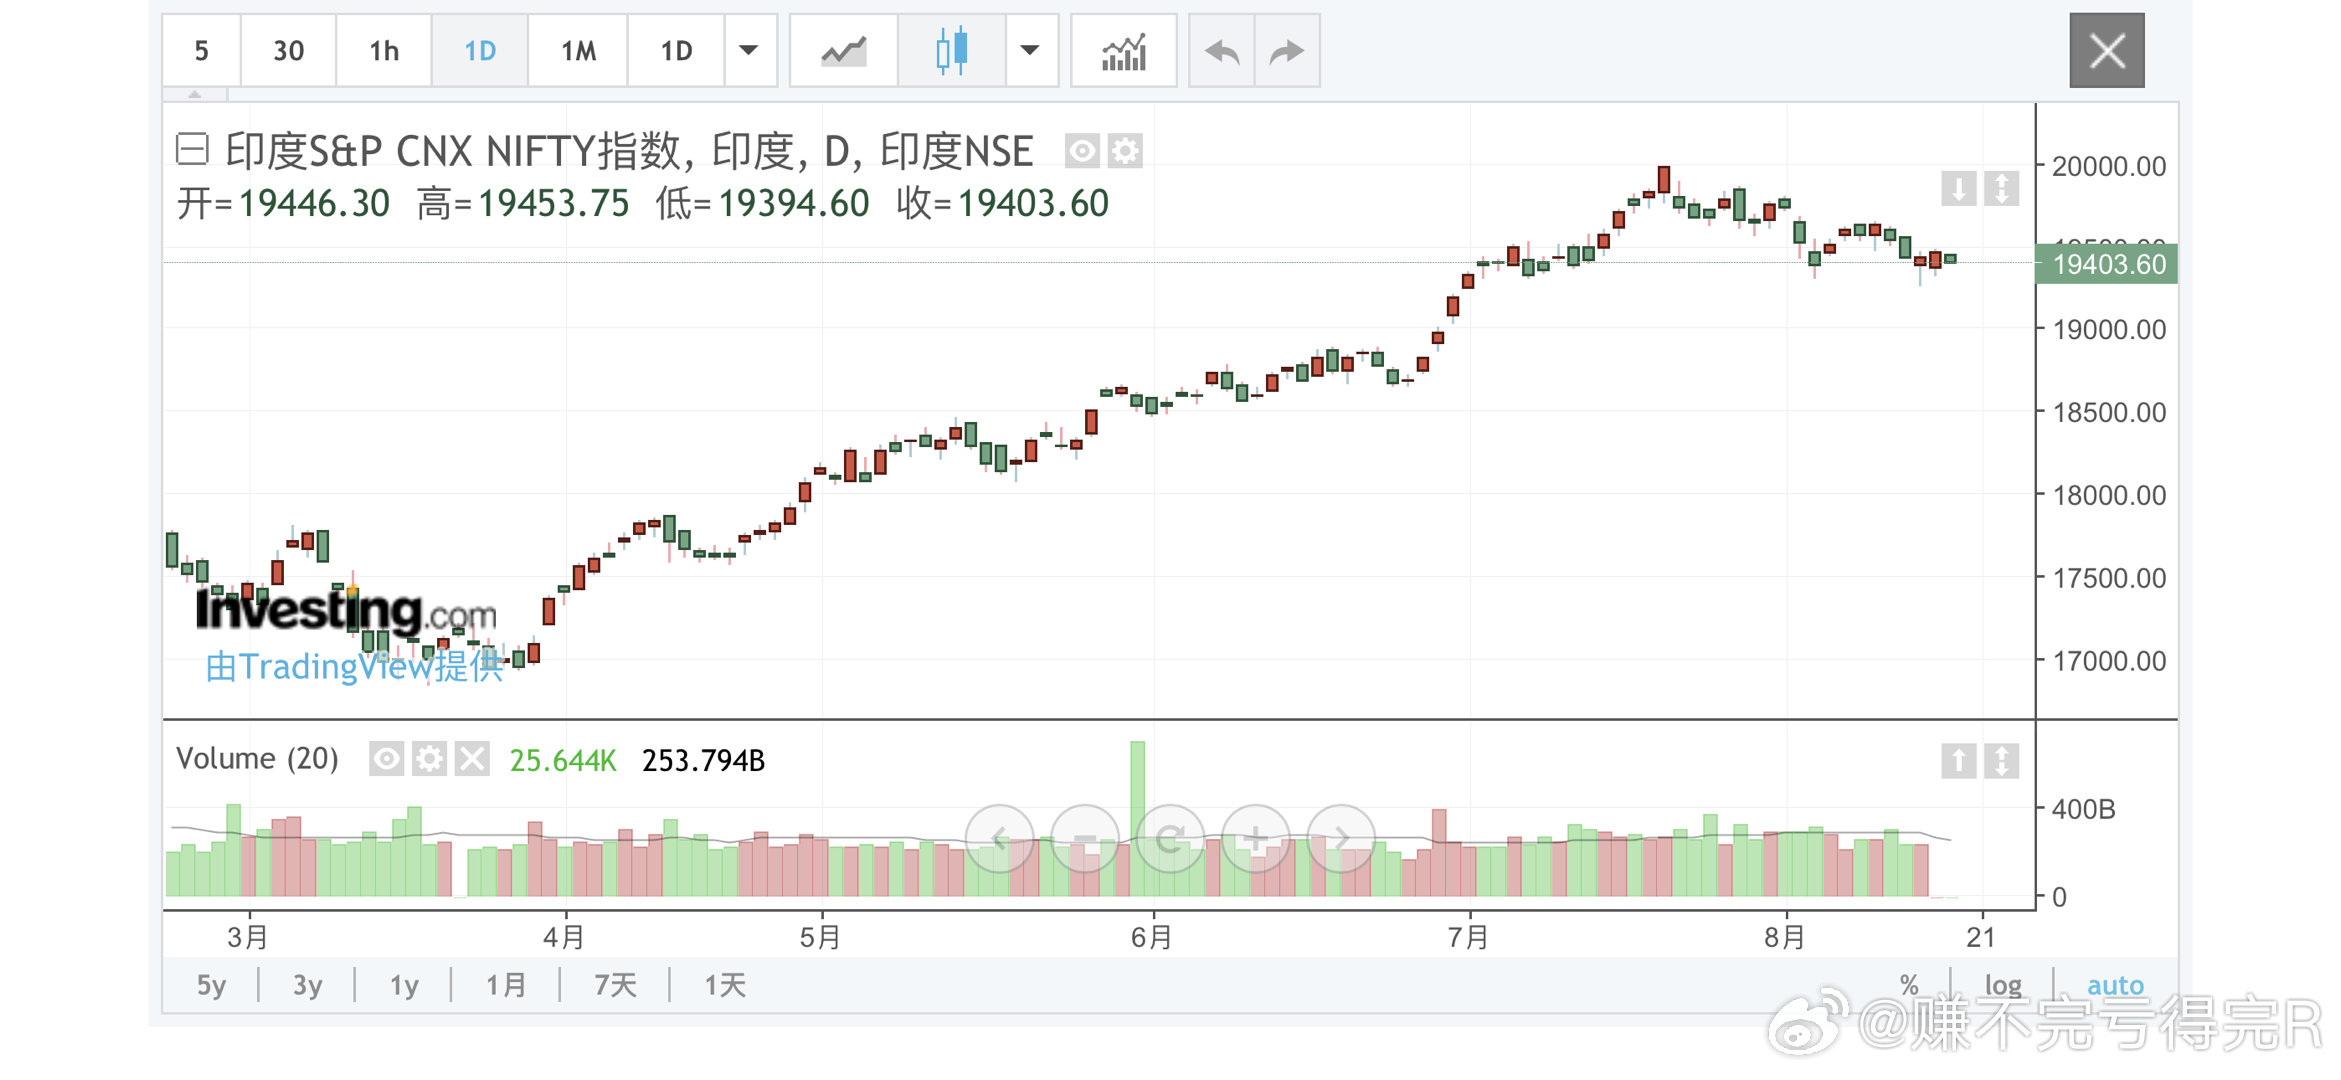 5 30 1h 1D 1M 1D
印度S&P CNX NIFTY指数, 印度, D, 印度NSE
开=19446.30 高=19453.75 低=19394.60 收=19403.60
20000.00
19403.60
19000.00
18500.00
18000.00
17500.00
17000.00
Investing.com
由TradingView提供
Volume (20) 25.644K 253.794B
400B
0
3月 4月 5月 6月 7月 8月 21
5y 3y 1y 1月 7天 1天 % log auto
@赚不完亏得完R